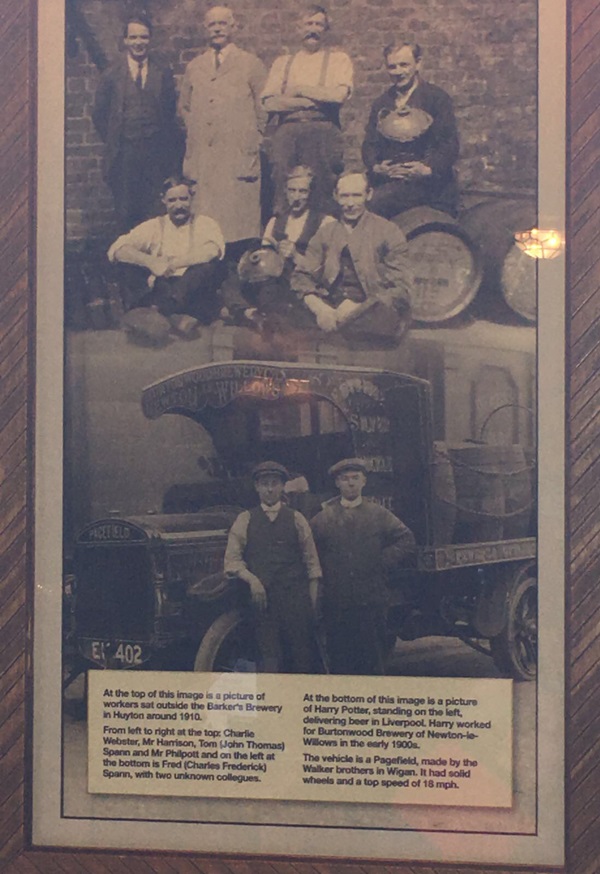 PAGEFIELD
402
At the top of this image is a picture of
workers sat outside the Barker's Brewery
in Huyton around 1910.
From left to right at the top: Charlie
Webster, Mr Harrison, Tom (John Thomas)
Spann and Mr Philpott and on the left at
the bottom is Fred (Charles Frederick)
Spann, with two unknown collegues.
At the bottom of this image is a picture
of Harry Potter, standing on the left,
delivering beer in Liverpool. Harry worked
for Burtonwood Brewery of Newton-le-
Willows in the early 1900s.
The vehicle is a Pagefield, made by the
Walker brothers in Wigan. It had solid
wheels and a top speed of 18 mph.